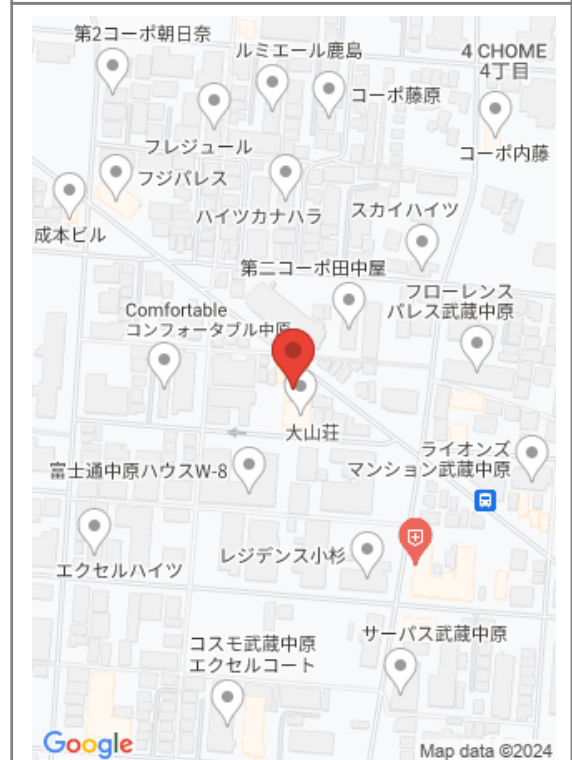 第2コーポ朝日奈
ルミエール鹿島
4 CHOME
4丁目
コーポ藤原
フレジュール
コーポ内藤
フジパレス
ハイツカナハラ
スカイハイツ
成本ビル
第二コーポ田中屋
フローレンス
パレス武蔵中原
Comfortable
コンフォータブル中原
大山荘
ライオンズ
マンション武蔵中原
富士通中原ハウスW-8
レジデンス小杉
エクセルハイツ
サーパス武蔵中原
コスモ武蔵中原
エクセルコート
Google
Map data ©2024